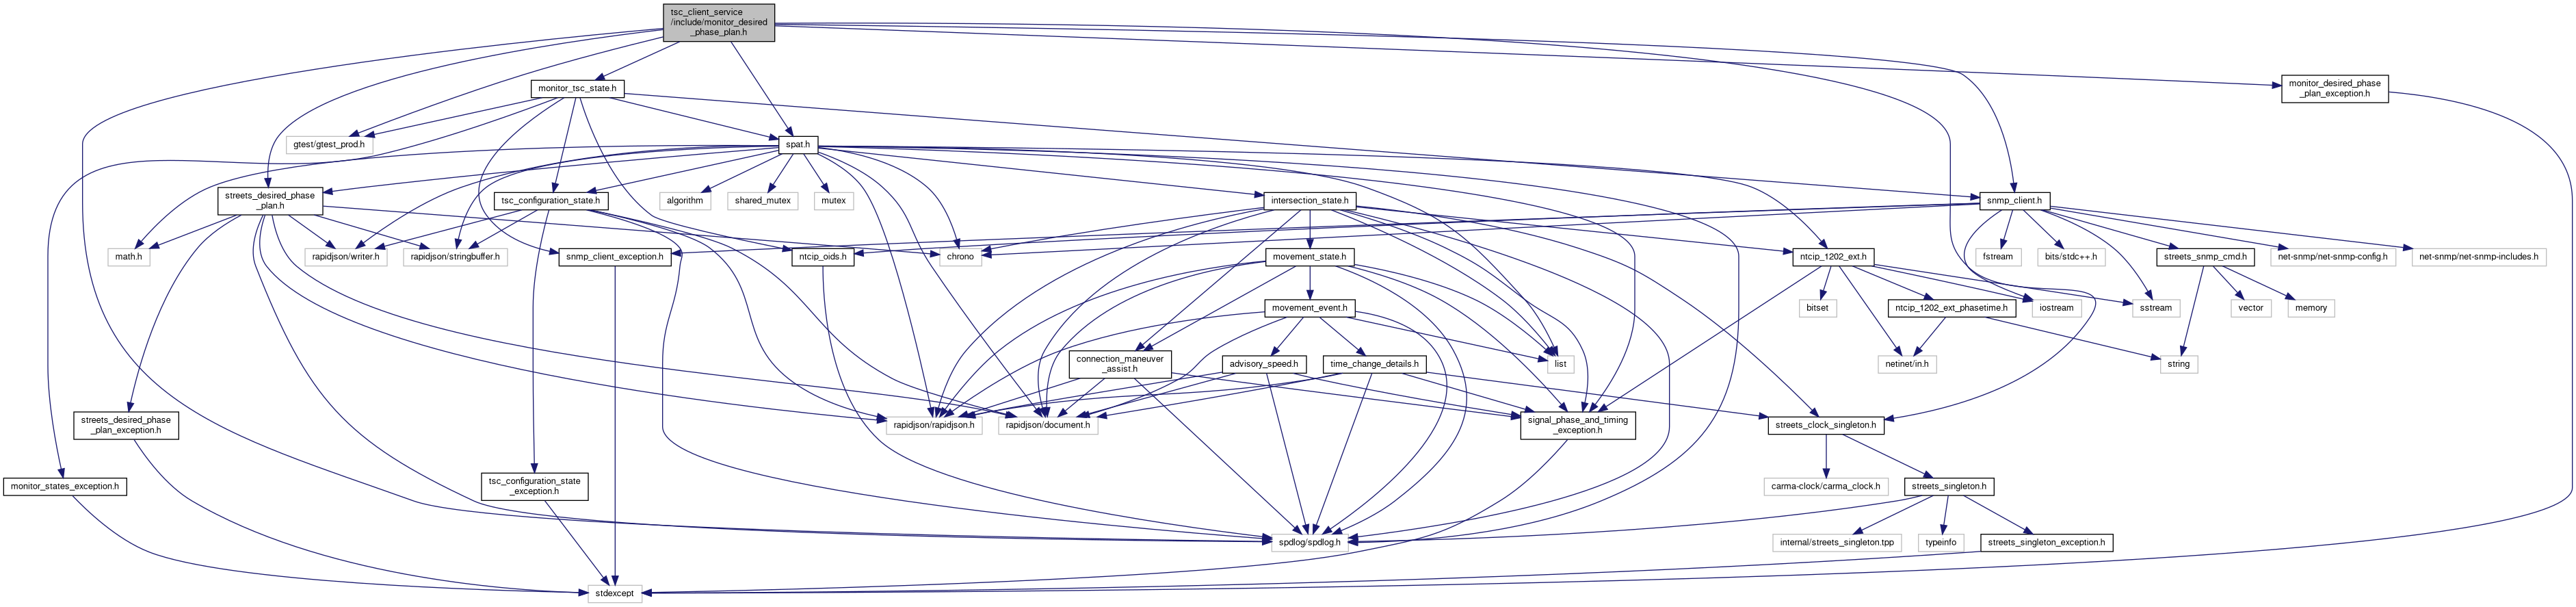 tsc_client_service
/include/monitor_desired
_phase_plan.h
monitor_tsc_state.h
monitor_desired_phase
_plan_exception.h
gtest/gtest_prod.h
spat.h
streets_desired_phase
_plan.h
tsc_configuration_state.h
algorithm
shared_mutex
mutex
intersection_state.h
snmp_client.h
math.h
rapidjson/writer.h
rapidjson/stringbuffer.h
snmp_client_exception.h
ntcip_oids.h
chrono
movement_state.h
ntcip_1202_ext.h
fstream
bits/stdc++.h
streets_snmp_cmd.h
net-snmp/net-snmp-config.h
net-snmp/net-snmp-includes.h
movement_event.h
bitset
ntcip_1202_ext_phasetime.h
iostream
sstream
vector
memory
connection_maneuver
_assist.h
advisory_speed.h
time_change_details.h
list
netinet/in.h
string
streets_desired_phase
_plan_exception.h
rapidjson/rapidjson.h
rapidjson/document.h
signal_phase_and_timing
_exception.h
streets_clock_singleton.h
monitor_states_exception.h
tsc_configuration_state
_exception.h
carma-clock/carma_clock.h
streets_singleton.h
spdlog/spdlog.h
internal/streets_singleton.tpp
typeinfo
streets_singleton_exception.h
stdexcept